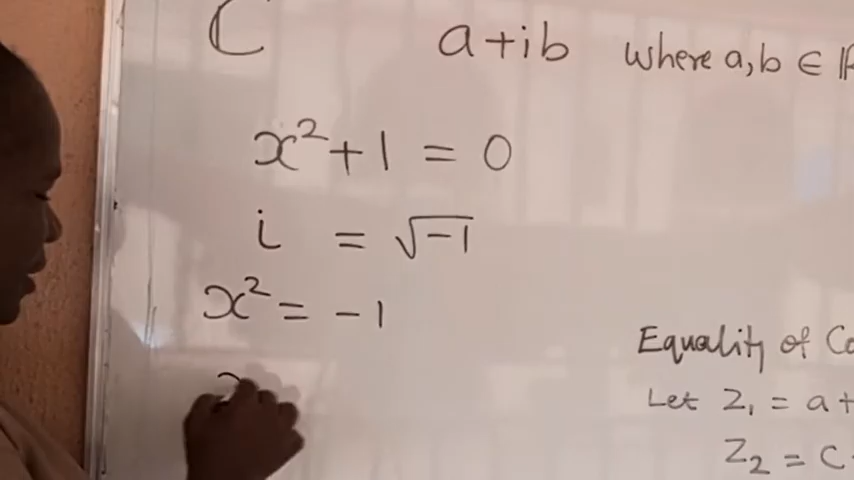 C a+ib where a,b ∈
x²+1 = 0
i = √-1
x² = -1
Equality of
Let Z₁ = a+
Z₂ = C